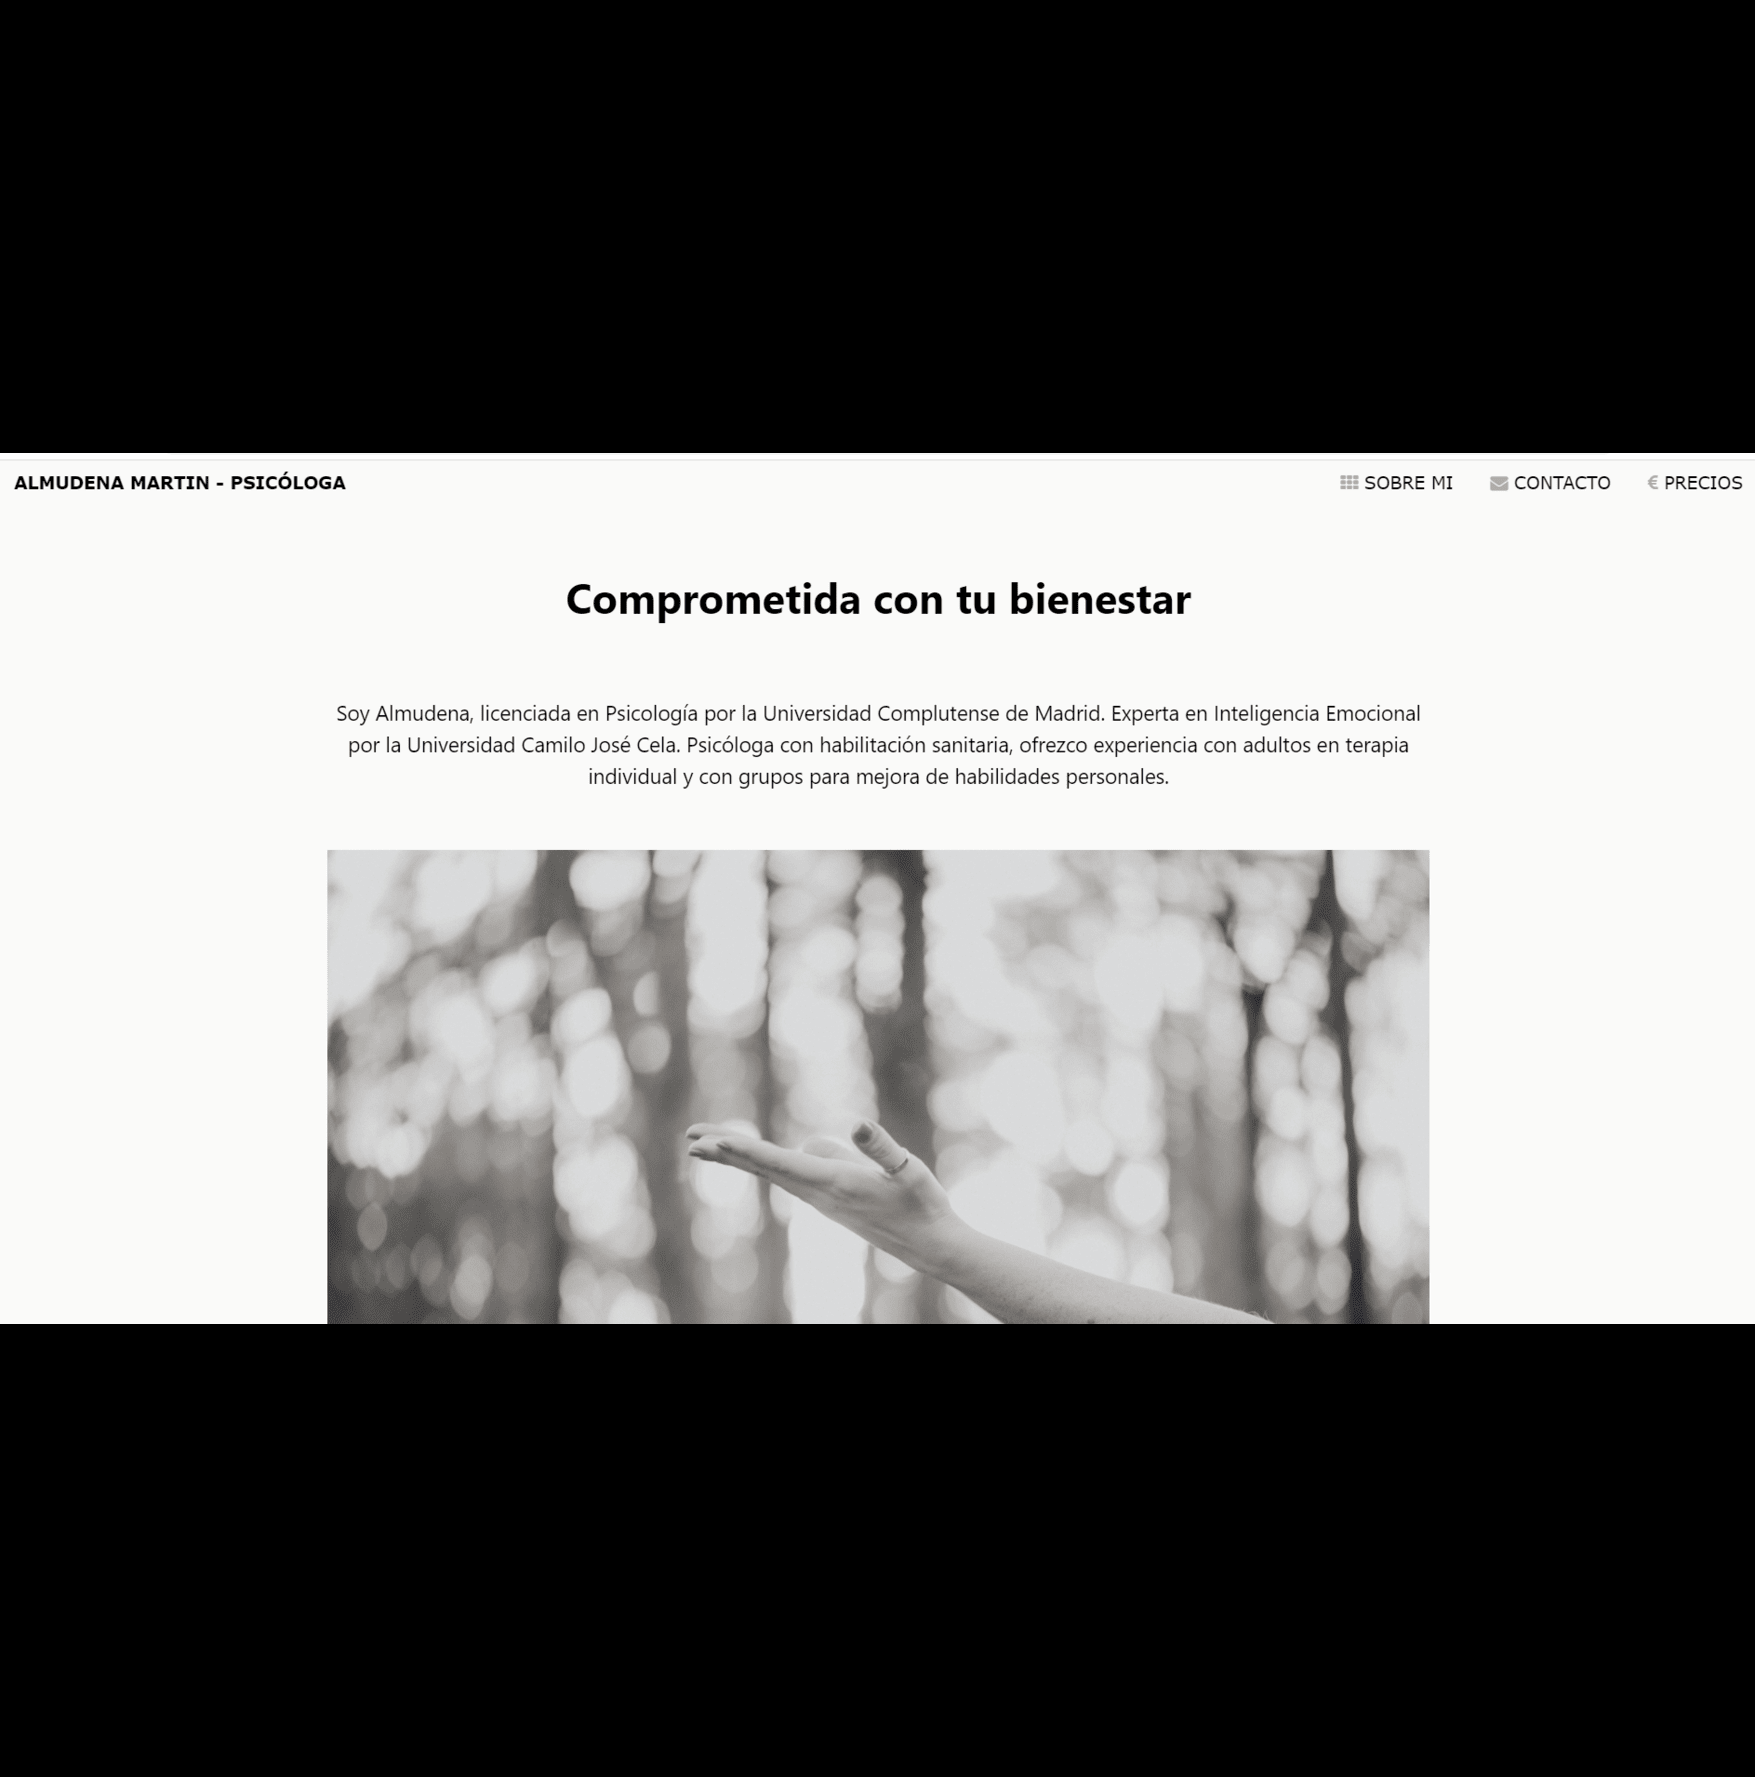 ALMUDENA MARTIN - PSICÓLOGA
SOBRE MI
CONTACTO
€ PRECIOS
Comprometida con tu bienestar
Soy Almudena, licenciada en Psicología por la Universidad Complutense de Madrid. Experta en Inteligencia Emocional
por la Universidad Camilo José Cela. Psicóloga con habilitación sanitaria, ofrezco experiencia con adultos en terapia
individual y con grupos para mejora de habilidades personales.